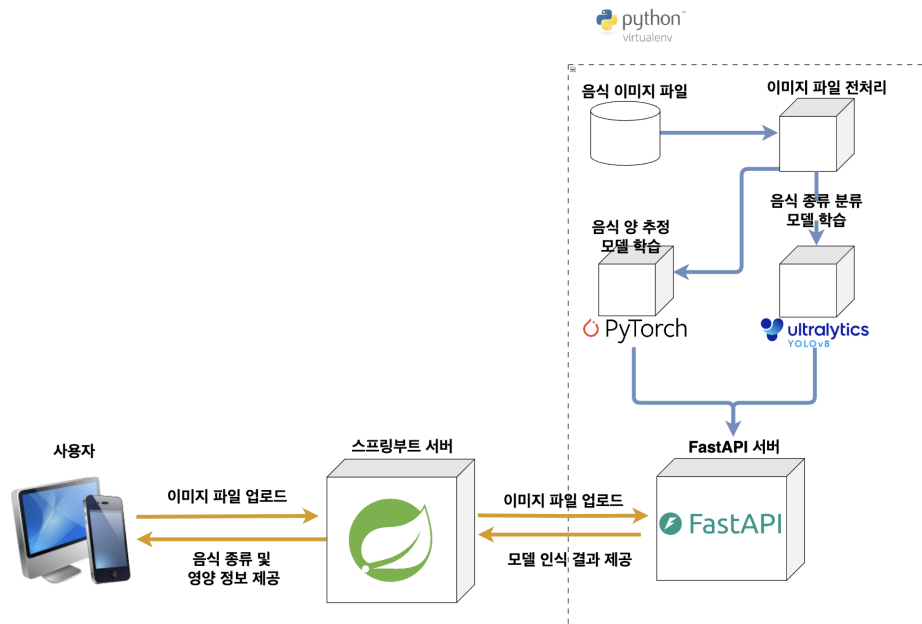 python™
virtualenv
음식 이미지 파일
이미지 파일 전처리
음식 종류 분류
모델 학습
음식 양 추정
모델 학습
PyTorch
ultralytics
YOLOv8
사용자
스프링부트 서버
FastAPI 서버
이미지 파일 업로드
이미지 파일 업로드
FastAPI
음식 종류 및
영양 정보 제공
모델 인식 결과 제공